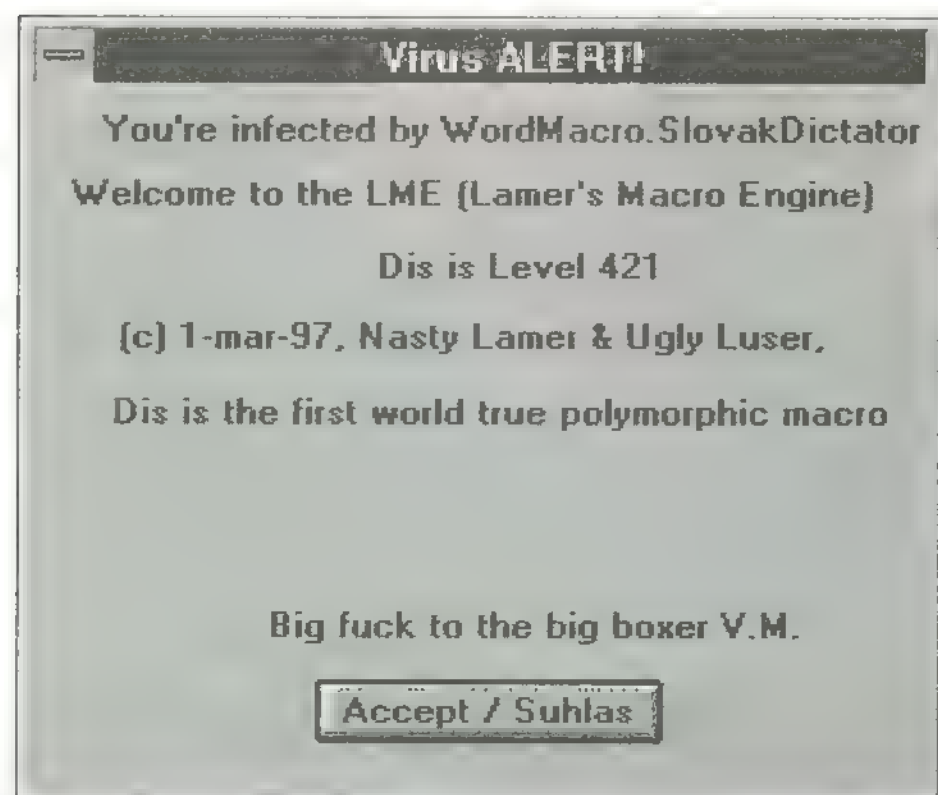 Virus ALERT!
You're infected by WordMacro.SlovakDictator
Welcome to the LME (Lamer's Macro Engine)
Dis is Level 421
(c) 1-mar-97, Nasty Lamer & Ugly Luser,
Dis is the first world true polymorphic macro
Big fuck to the big boxer V.M.
Accept / Suhlas